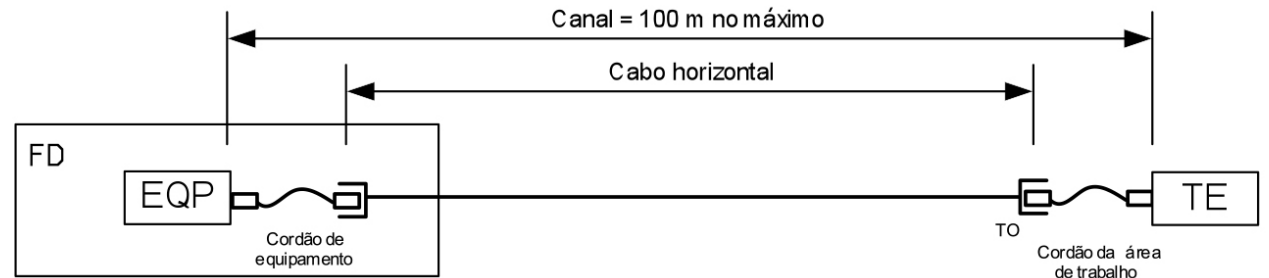 Canal = 100 m no máximo
Cabo horizontal
FD
EQP
TE
TO
Cordão de
equipamento
Cordão da área
de trabalho